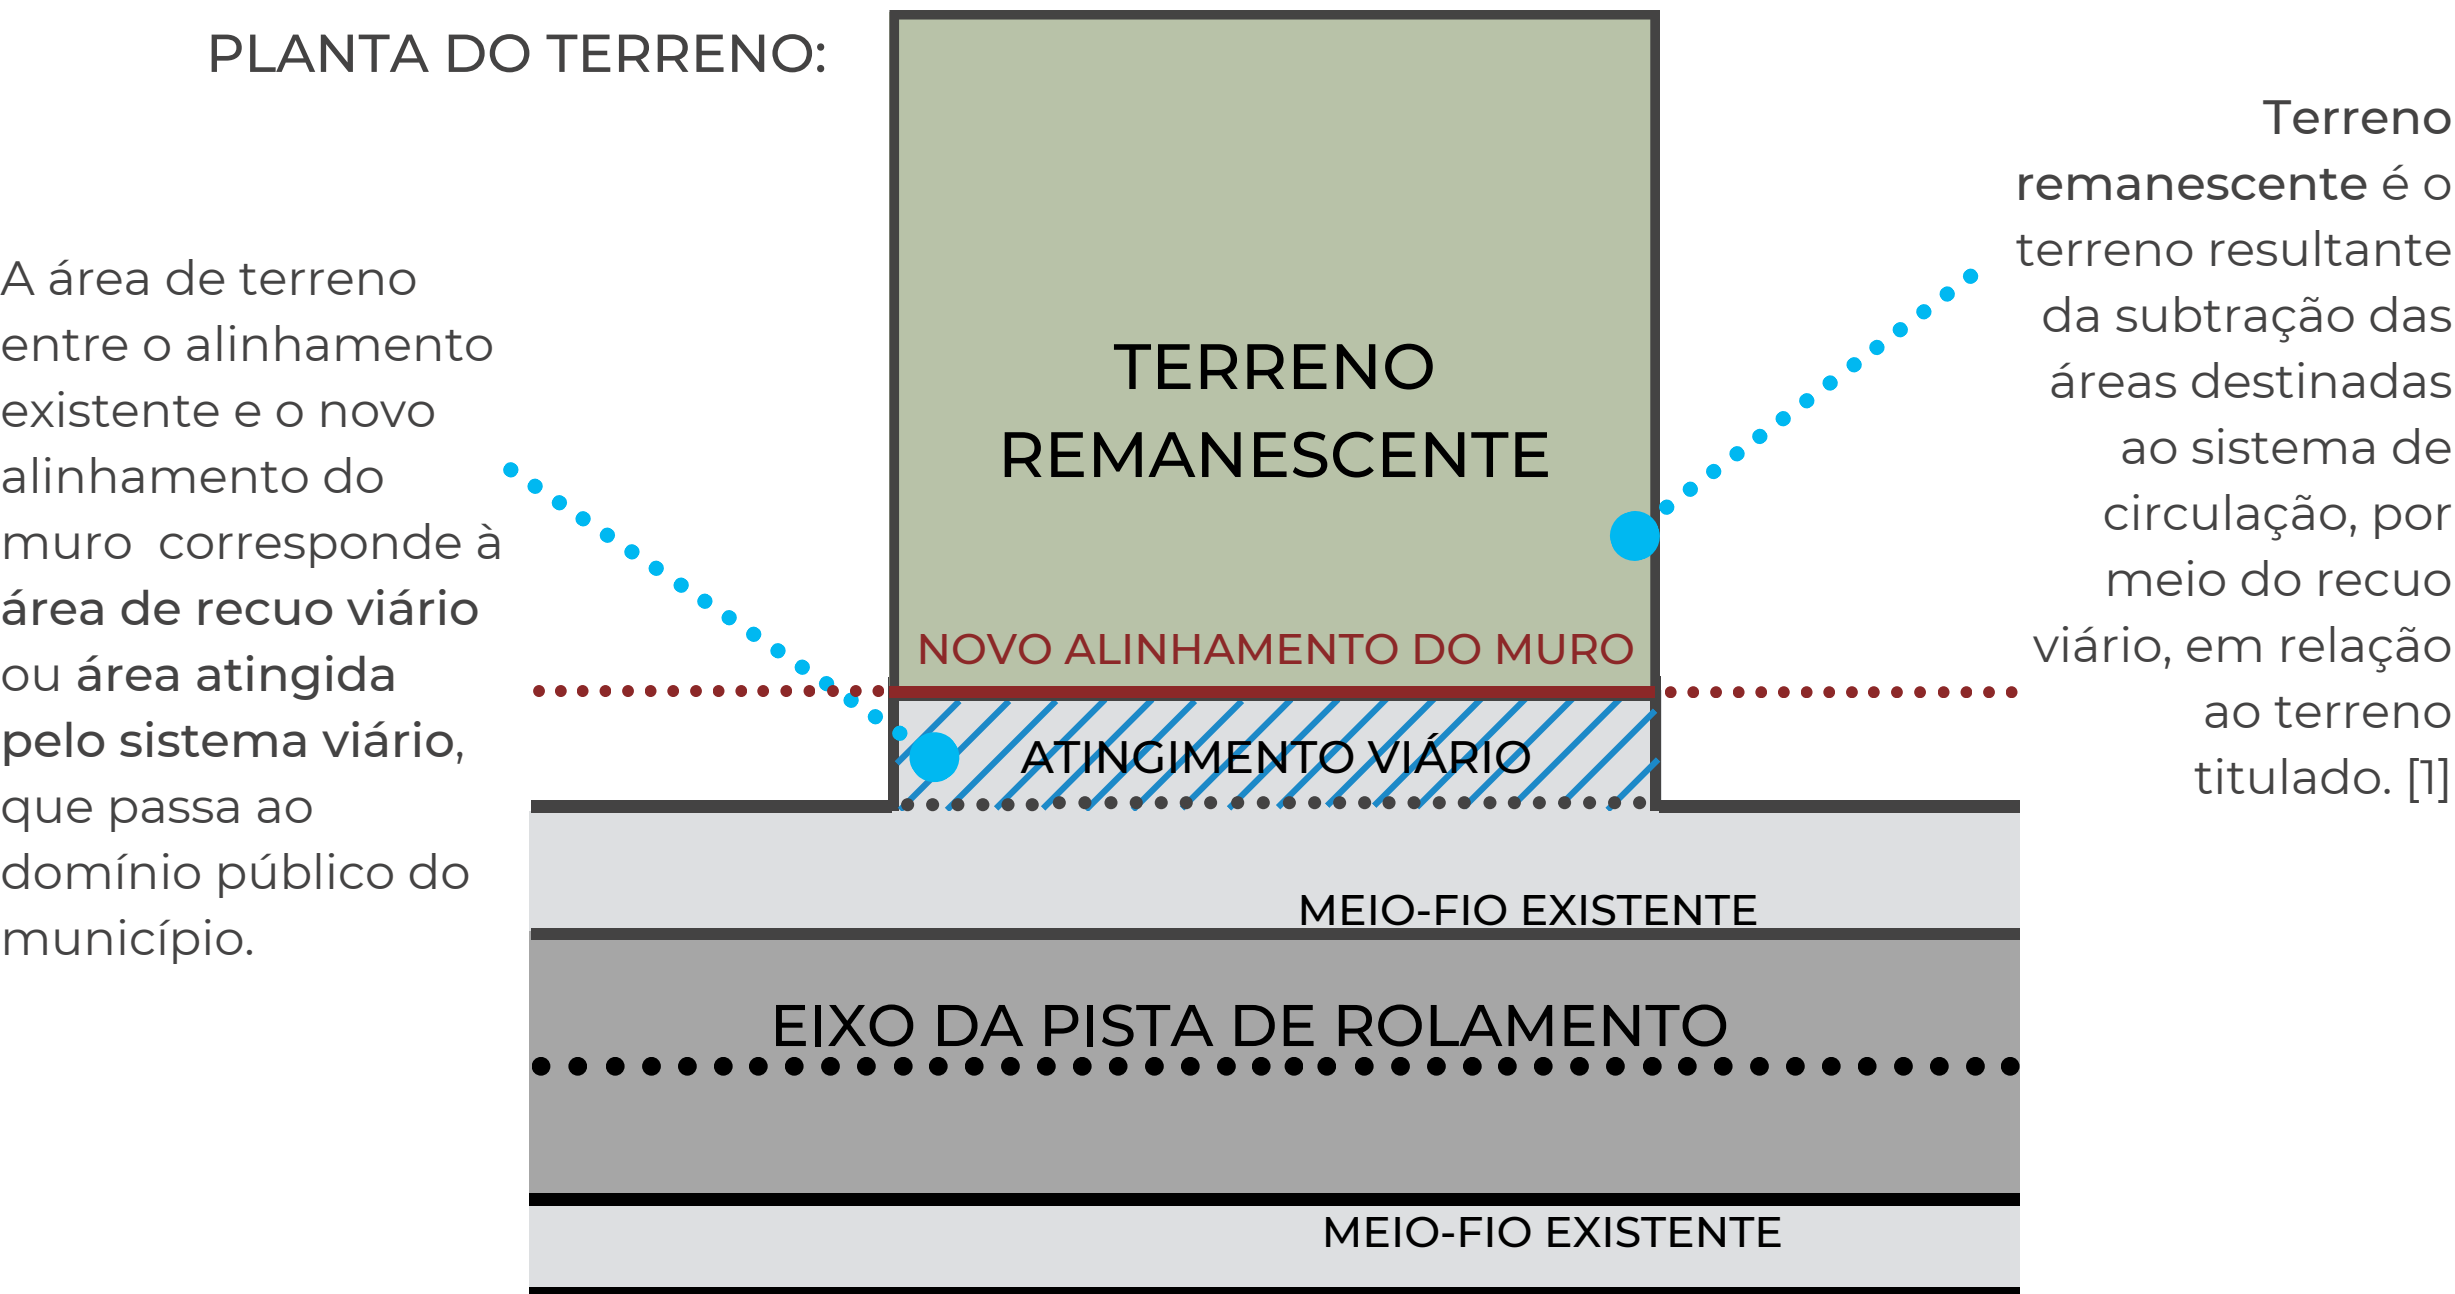 PLANTA DO TERRENO:
A área de terreno
entre o alinhamento
existente e o novo
alinhamento do
muro  corresponde à
área de recuo viário
ou área atingida
pelo sistema viário,
que passa ao
domínio público do
município.
TERRENO
REMANESCENTE
NOVO ALINHAMENTO DO MURO
ATINGIMENTO VIÁRIO
MEIO-FIO EXISTENTE
EIXO DA PISTA DE ROLAMENTO
MEIO-FIO EXISTENTE
Terreno
remanescente é o
terreno resultante
da subtração das
áreas destinadas
ao sistema de
circulação, por
meio do recuo
viário, em relação
ao terreno
titulado. [1]